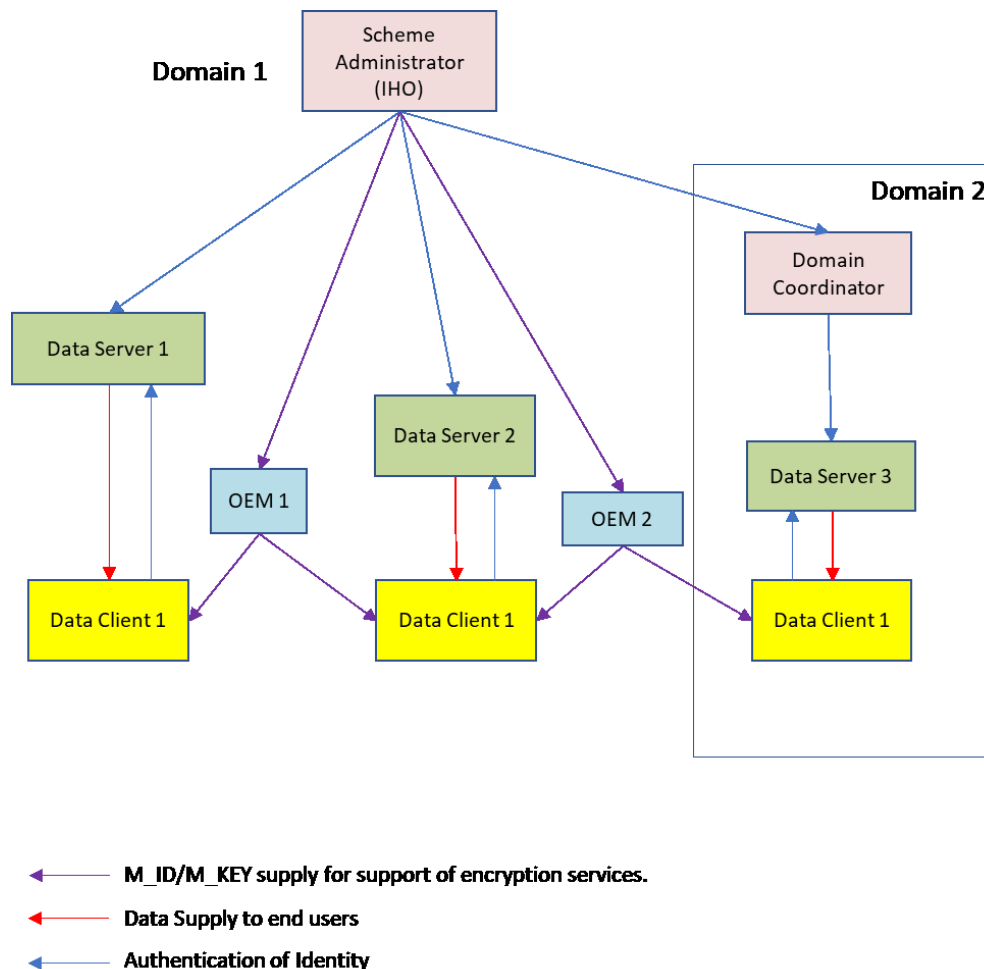 Scheme
Administrator
(IHO)
Domain 1
Domain 2
Domain
Coordinator
Data Server 1
Data Server 2
Data Server 3
OEM 1
OEM 2
Data Client 1
Data Client 1
Data Client 1
M_ID/M_KEY supply for support of encryption services.
Data Supply to end users
Authentication of Identity